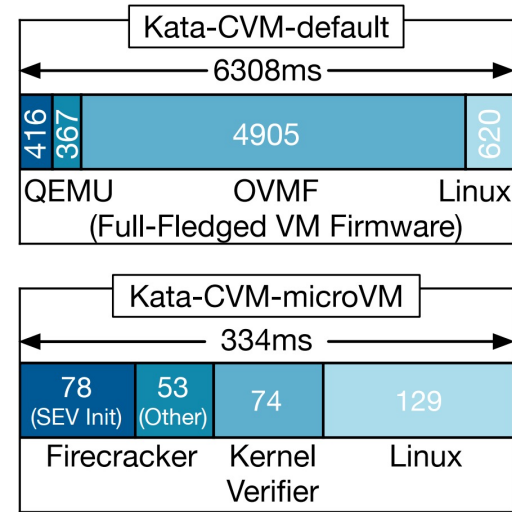 Kata-CVM-default
6308ms
416 367 4905 620
QEMU OVMF Linux
(Full-Fledged VM Firmware)
Kata-CVM-microVM
334ms
78 53 74 129
(SEV Init) (Other)
Firecracker Kernel Linux
Verifier